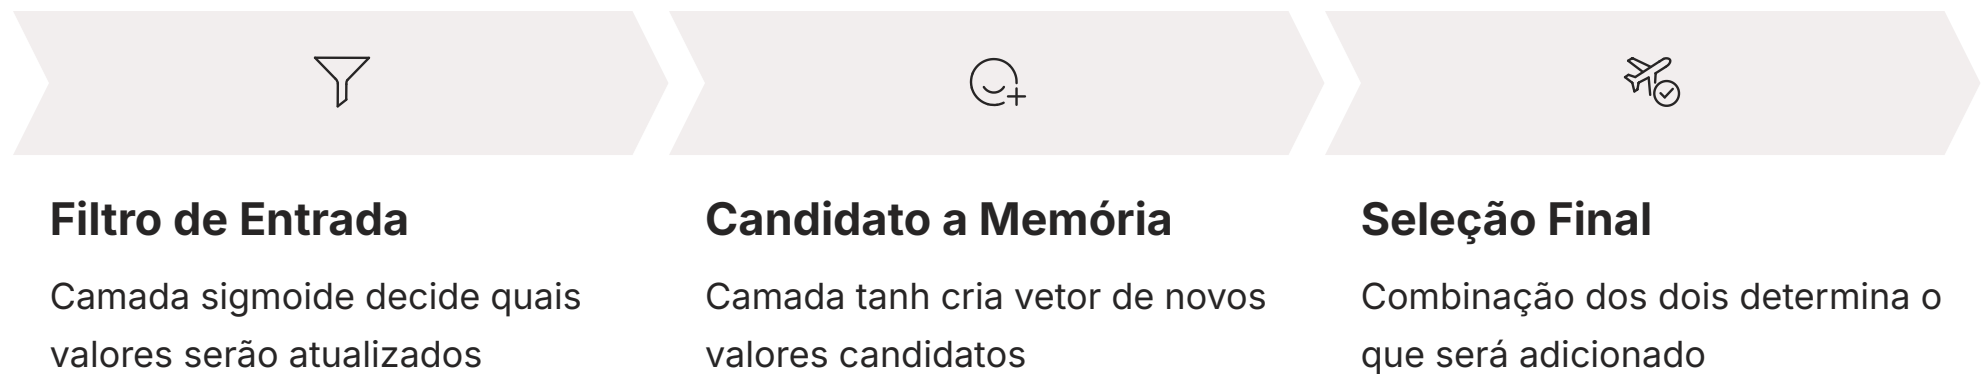 Filtro de Entrada
Camada sigmoide decide quais
valores serão atualizados
Candidato a Memória
Camada tanh cria vetor de novos
valores candidatos
Seleção Final
Combinação dos dois determina o
que será adicionado